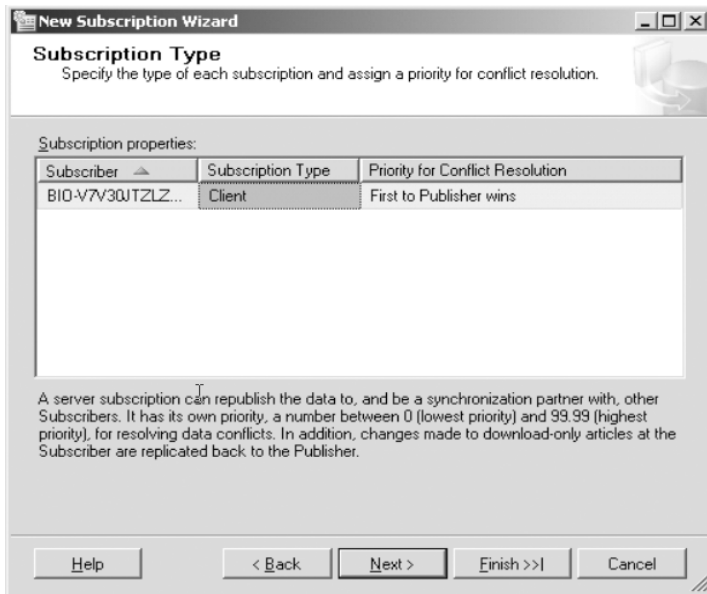 New Subscription Wizard
Subscription Type
Specify the type of each subscription and assign a priority for conflict resolution.
Subscription properties:
Subscriber Subscription Type Priority for Conflict Resolution
BIO-V7V30JTZLZ... Client First to Publisher wins
A server subscription can republish the data to, and be a synchronization partner with, other
Subscribers. It has its own priority, a number between 0 (lowest priority) and 99.99 (highest
priority), for resolving data conflicts. In addition, changes made to download-only articles at the
Subscriber are replicated back to the Publisher.
Help < Back Next > Finish >>| Cancel